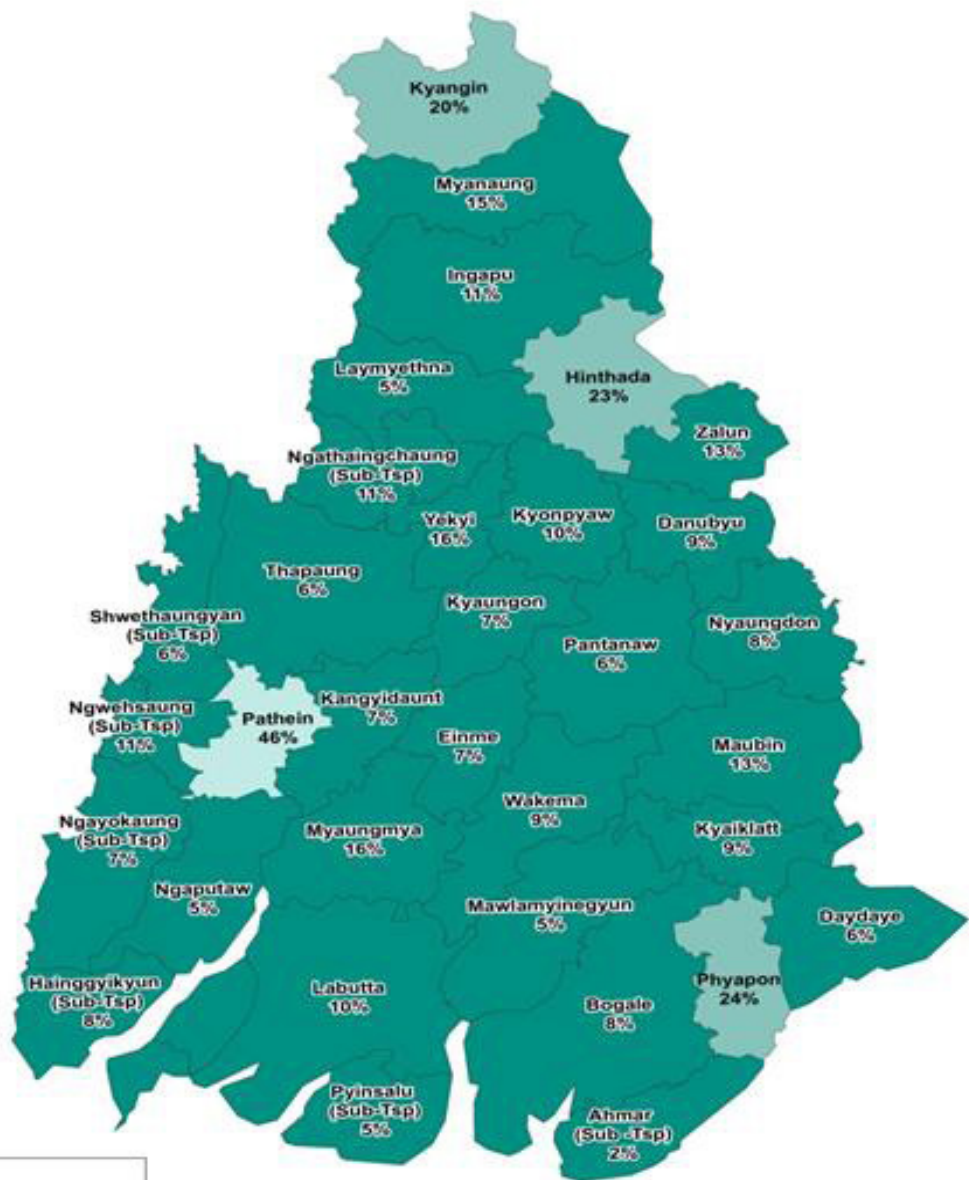 Kyangin
20%
Myanaung
15%
Ingapu
11%
Laymyethna
5%
Hinthada
23%
Zalun
13%
Ngathaingchaung
(Sub-Tsp)
11%
Yekyi
16%
Kyonpyaw
10%
Danubyu
9%
Thapaung
6%
Kyaungon
7%
Shwethaungyan
(Sub-Tsp)
6%
Pantanaw
6%
Nyaungdon
8%
Ngwehsaung
(Sub-Tsp)
11%
Pathein
46%
Kangyidaunt
7%
Einme
7%
Maubin
13%
Ngayokaung
(Sub-Tsp)
7%
Myaungmya
16%
Wakema
9%
Kyaiklatt
9%
Ngaputaw
5%
Mawlamyinegyun
5%
Daydaye
6%
Hainggyikyun
(Sub-Tsp)
8%
Labutta
10%
Bogale
8%
Phyapon
24%
Pyinsalu
(Sub-Tsp)
5%
Ahmar
(Sub -Tsp)
2%